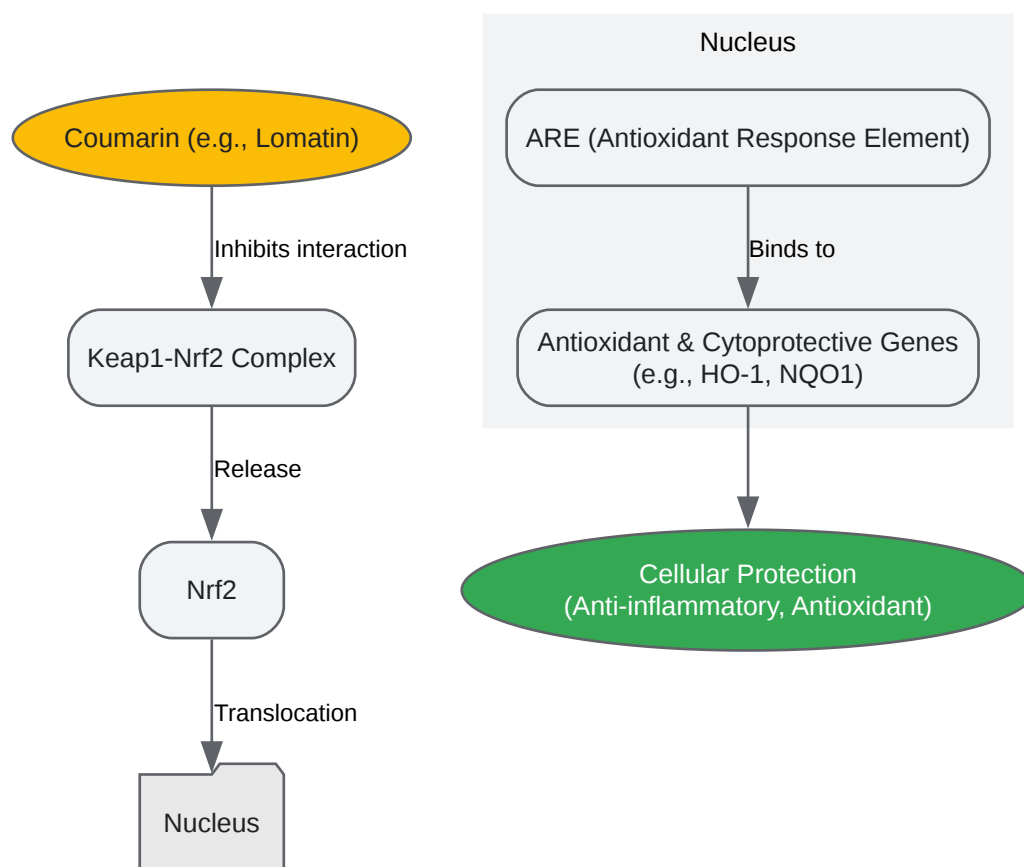 Coumarin (e.g., Lomatin)
Inhibits interaction
Keap1-Nrf2 Complex
Release
Nrf2
Translocation
Nucleus
Nucleus
ARE (Antioxidant Response Element)
Binds to
Antioxidant & Cytoprotective Genes
(e.g., HO-1, NQO1)
Cellular Protection
(Anti-inflammatory, Antioxidant)